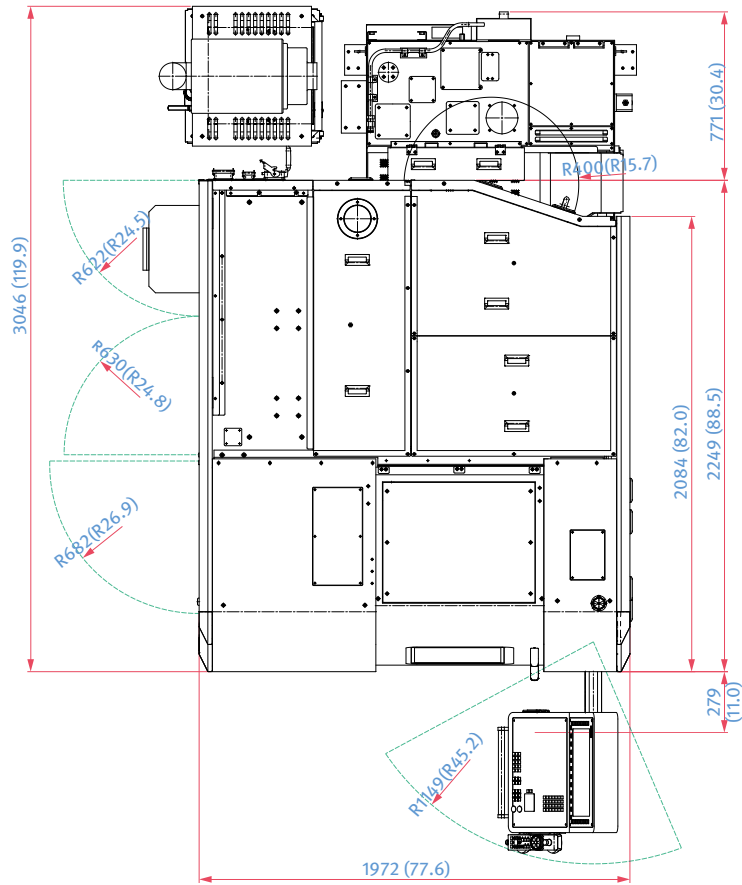 771 (30.4)
R400(R15.7)
R622(R24.5)
3046 (119.9)
R630(R24.8)
2084 (82.0)
2249 (88.5)
R682(R26.9)
279
(11.0)
R1149(R45.2)
1972 (77.6)